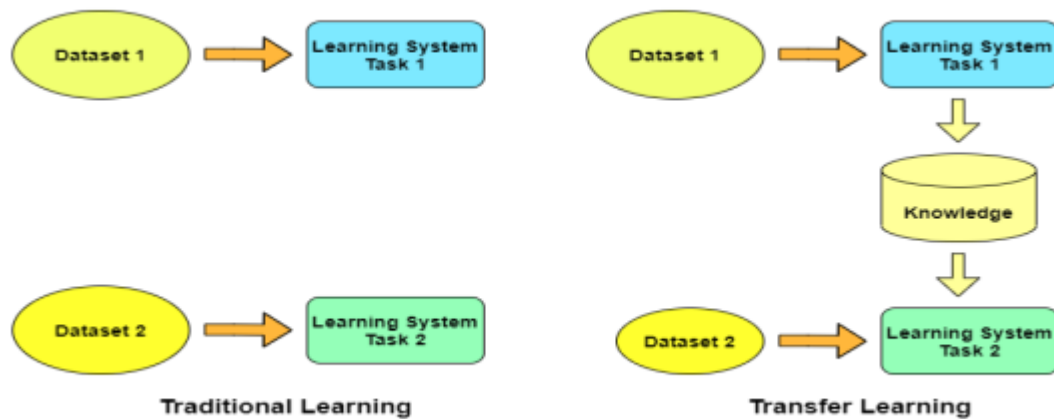 Dataset 1
Learning System
Task 1
Dataset 2
Learning System
Task 2
Traditional Learning
Dataset 1
Learning System
Task 1
Knowledge
Dataset 2
Learning System
Task 2
Transfer Learning